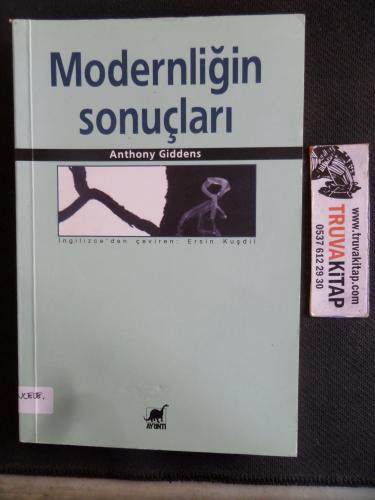 Modernliğin
sonuçları
Anthony Giddens
İngilizce'den çeviren: Ersin Kuşdil
AYRINTI
www.truvakitap.com
TRUVA
KİTAP
0537 612 29 30